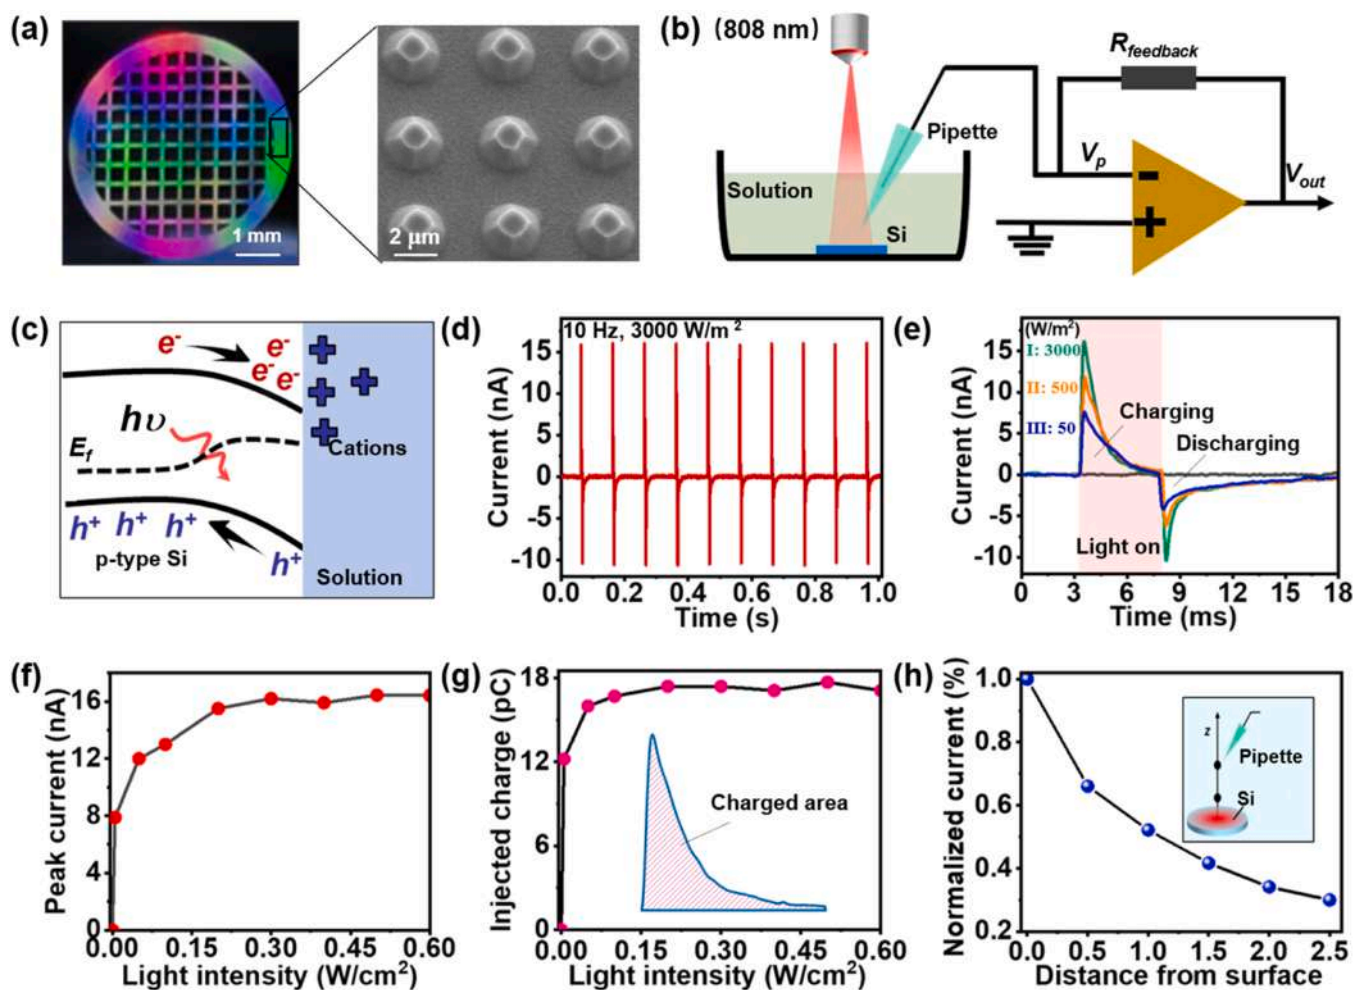 (a)
1 mm
2 μm
(b)
(808 nm)
R_feedback
Pipette
V_p
V_out
Solution
Si
(c)
e⁻
e⁻
e⁻
e⁻
hυ
E_f
Cations
h⁺
h⁺
h⁺
h⁺
p-type Si
Solution
(d)
10 Hz, 3000 W/m²
15
10
5
0
-5
-10
Current (nA)
0.0 0.2 0.4 0.6 0.8 1.0
Time (s)
(e)
(W/m²)
I: 3000
II: 500
III: 50
Charging
Discharging
Light on
15
10
5
0
-5
-10
Current (nA)
0 3 6 9 12 15 18
Time (ms)
(f)
16
12
8
4
0
Peak current (nA)
0.00 0.15 0.30 0.45 0.60
Light intensity (W/cm²)
(g)
18
12
6
0
Injected charge (pC)
Charged area
0.00 0.15 0.30 0.45 0.60
Light intensity (W/cm²)
(h)
1.0
0.8
0.6
0.4
0.2
Normalized current (%)
z
Pipette
Si
0.0 0.5 1.0 1.5 2.0 2.5
Distance from surface